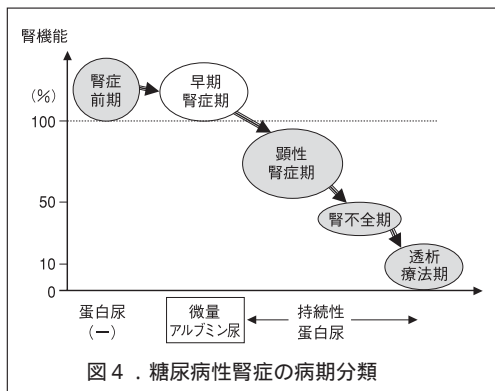 腎機能
(%)
100
50
10
0
腎症
前期
早期
腎症期
顕性
腎症期
腎不全期
透析
療法期
蛋白尿
(ー)
微量
アルブミン尿
持続性
蛋白尿
図4．糖尿病性腎症の病期分類